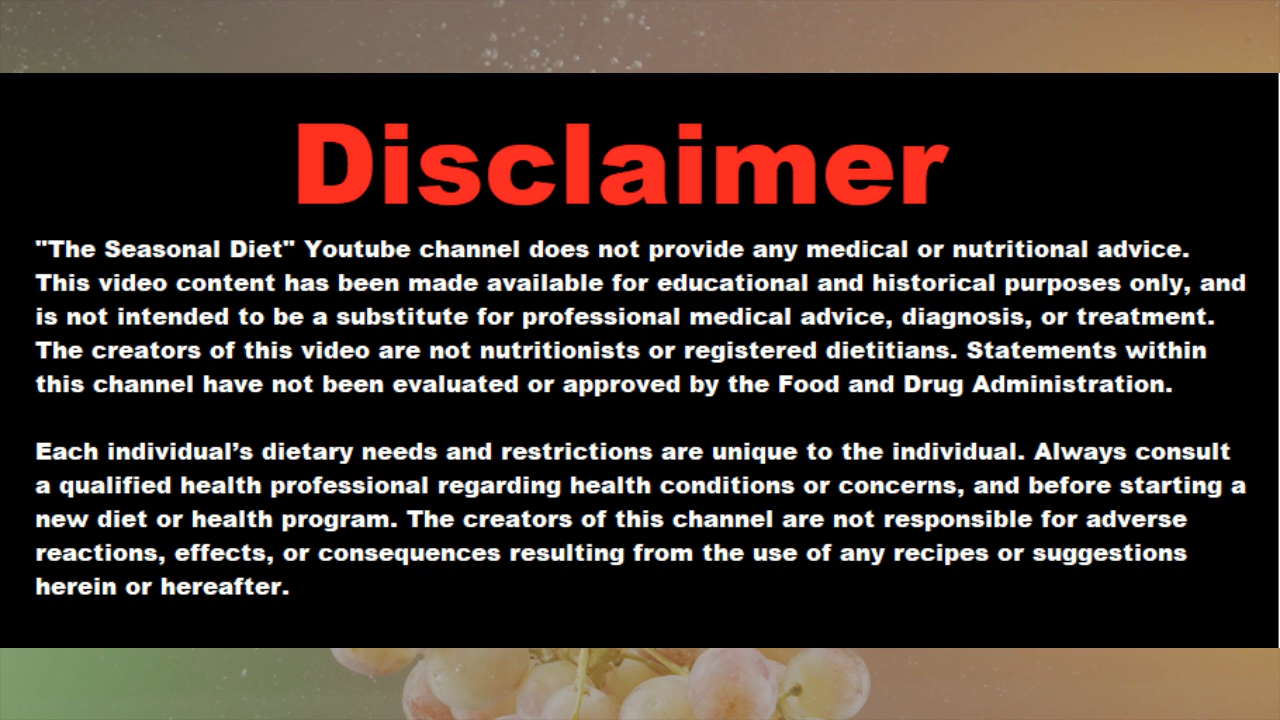 Disclaimer
"The Seasonal Diet" Youtube channel does not provide any medical or nutritional advice.
This video content has been made available for educational and historical purposes only, and
is not intended to be a substitute for professional medical advice, diagnosis, or treatment.
The creators of this video are not nutritionists or registered dietitians. Statements within
this channel have not been evaluated or approved by the Food and Drug Administration.
Each individual’s dietary needs and restrictions are unique to the individual. Always consult
a qualified health professional regarding health conditions or concerns, and before starting a
new diet or health program. The creators of this channel are not responsible for adverse
reactions, effects, or consequences resulting from the use of any recipes or suggestions
herein or hereafter.